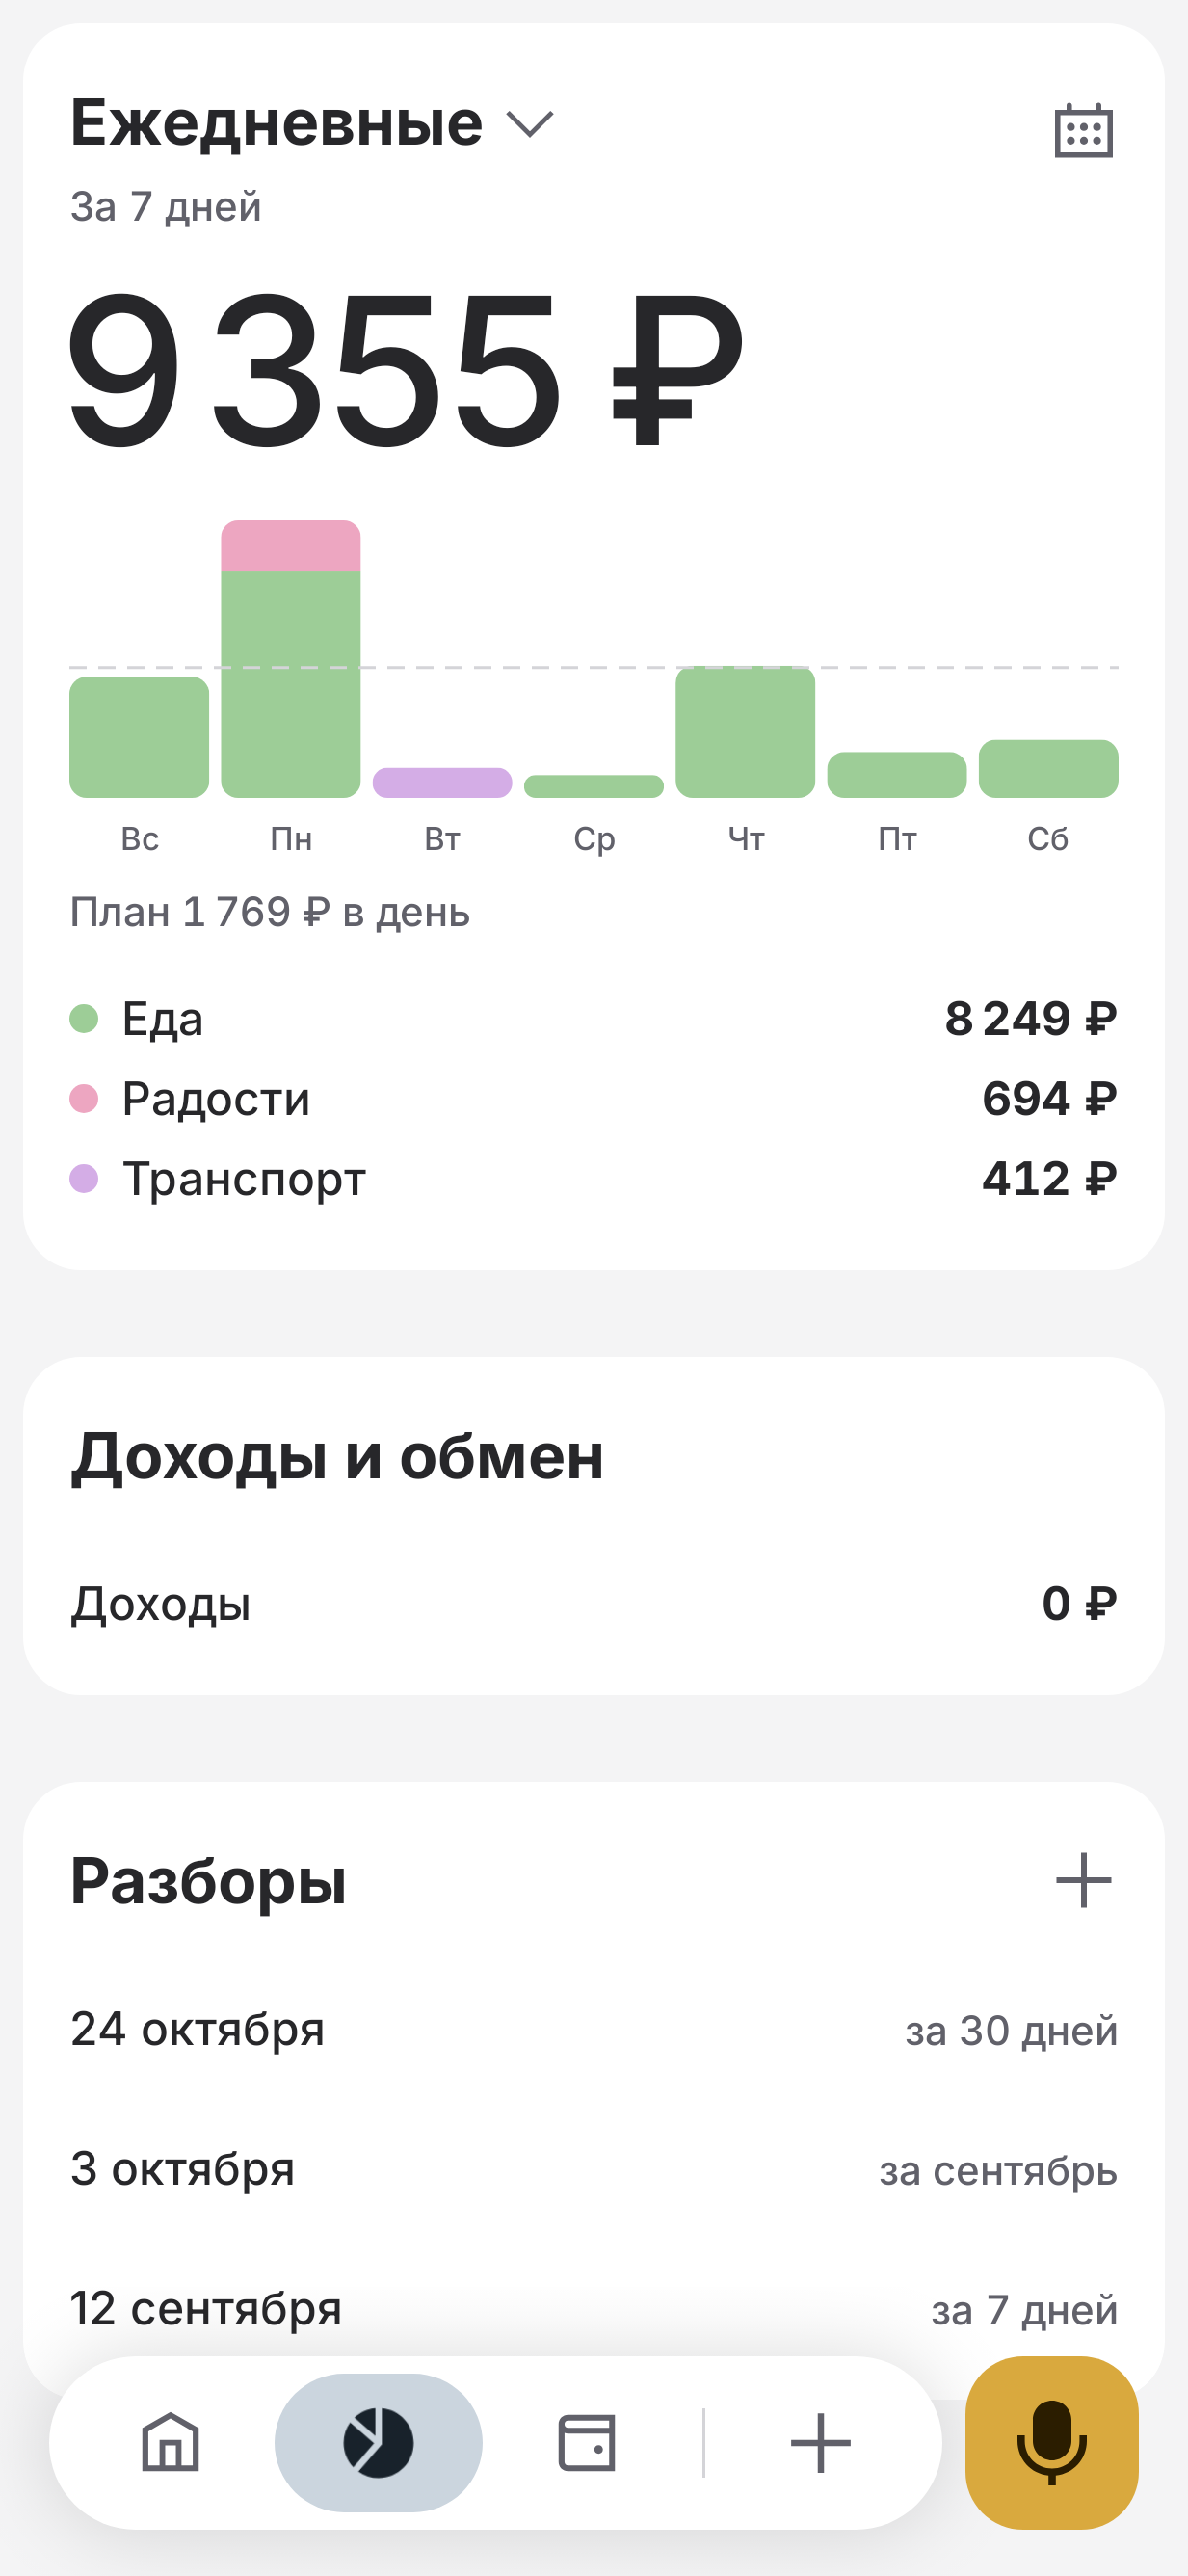 Ежедневные
За 7 дней
9 355 ₽
Вс Пн Вт Ср Чт Пт Сб
План 1 769 ₽ в день
Еда 8 249 ₽
Радости 694 ₽
Транспорт 412 ₽
Доходы и обмен
Доходы 0 ₽
Разборы
24 октября за 30 дней
3 октября за сентябрь
12 сентября за 7 дней